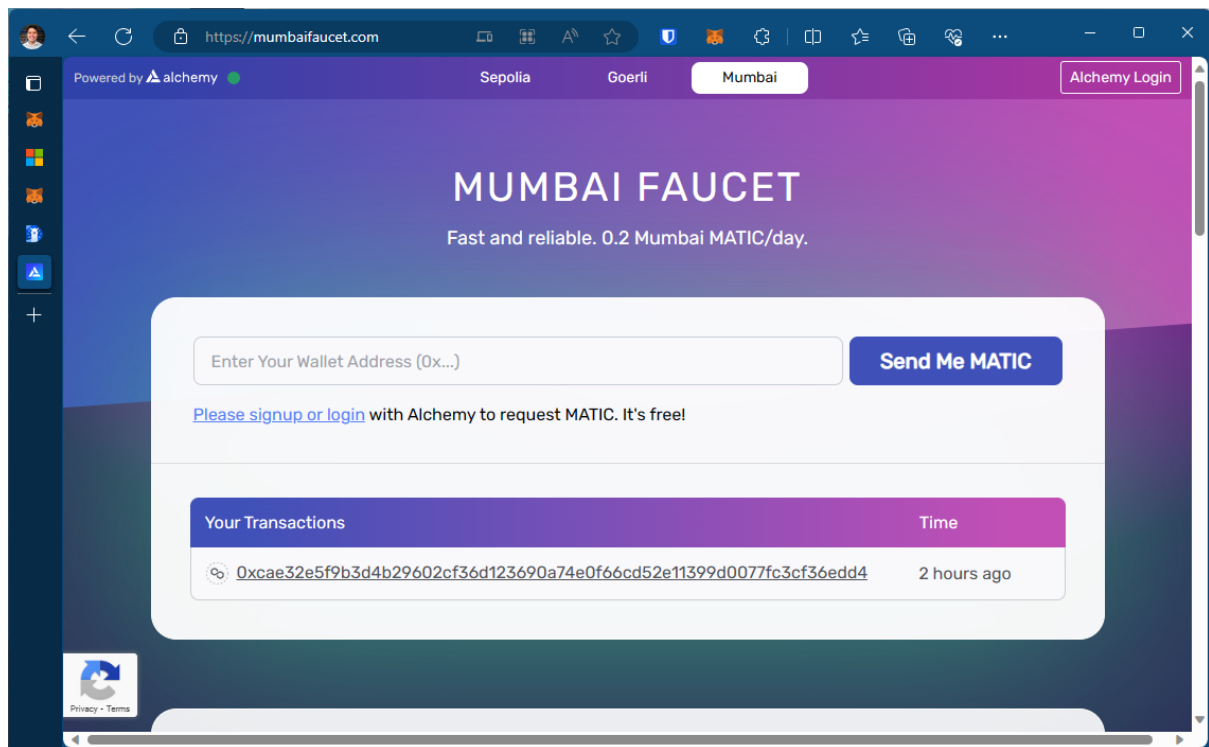 https://mumbaifaucet.com
Powered by alchemy
Sepolia
Goerli
Mumbai
Alchemy Login
MUMBAI FAUCET
Fast and reliable. 0.2 Mumbai MATIC/day.
Enter Your Wallet Address (0x...)
Send Me MATIC
Please signup or login with Alchemy to request MATIC. It's free!
Your Transactions
Time
0xcae32e5f9b3d4b29602cf36d123690a74e0f66cd52e11399d0077fc3cf36edd4
2 hours ago
Privacy - Terms